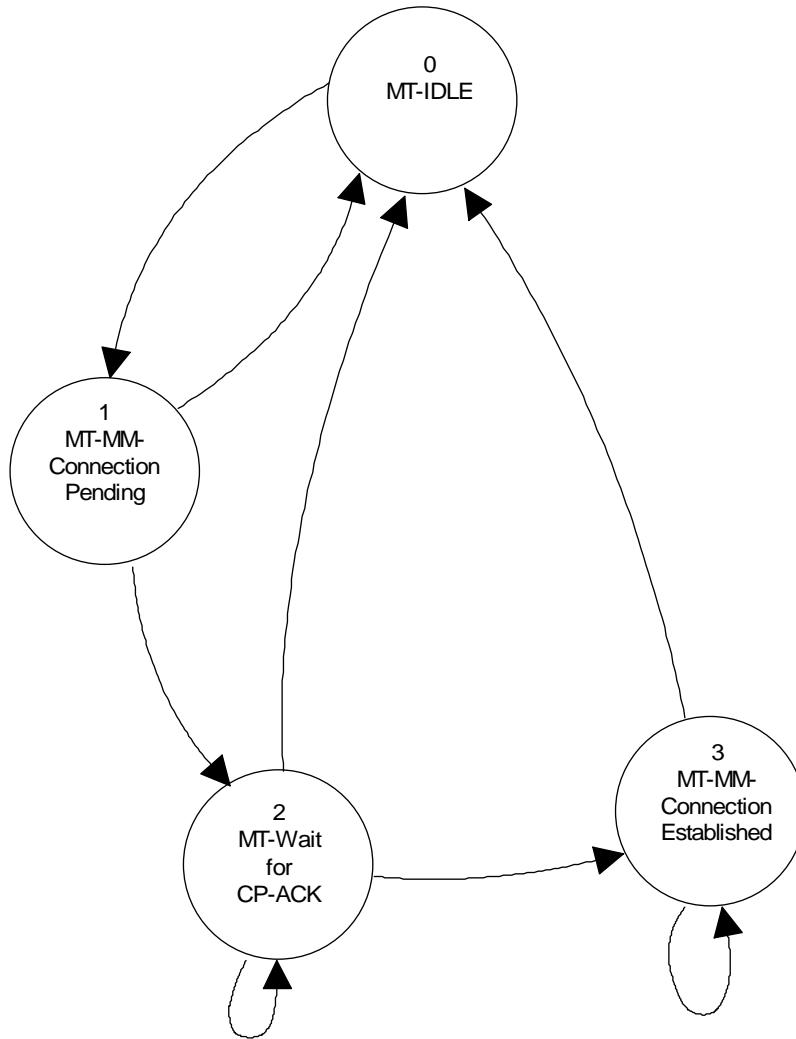 0
MT-IDLE
1
MT-MM-
Connection
Pending
2
MT-Wait
for
CP-ACK
3
MT-MM-
Connection
Established